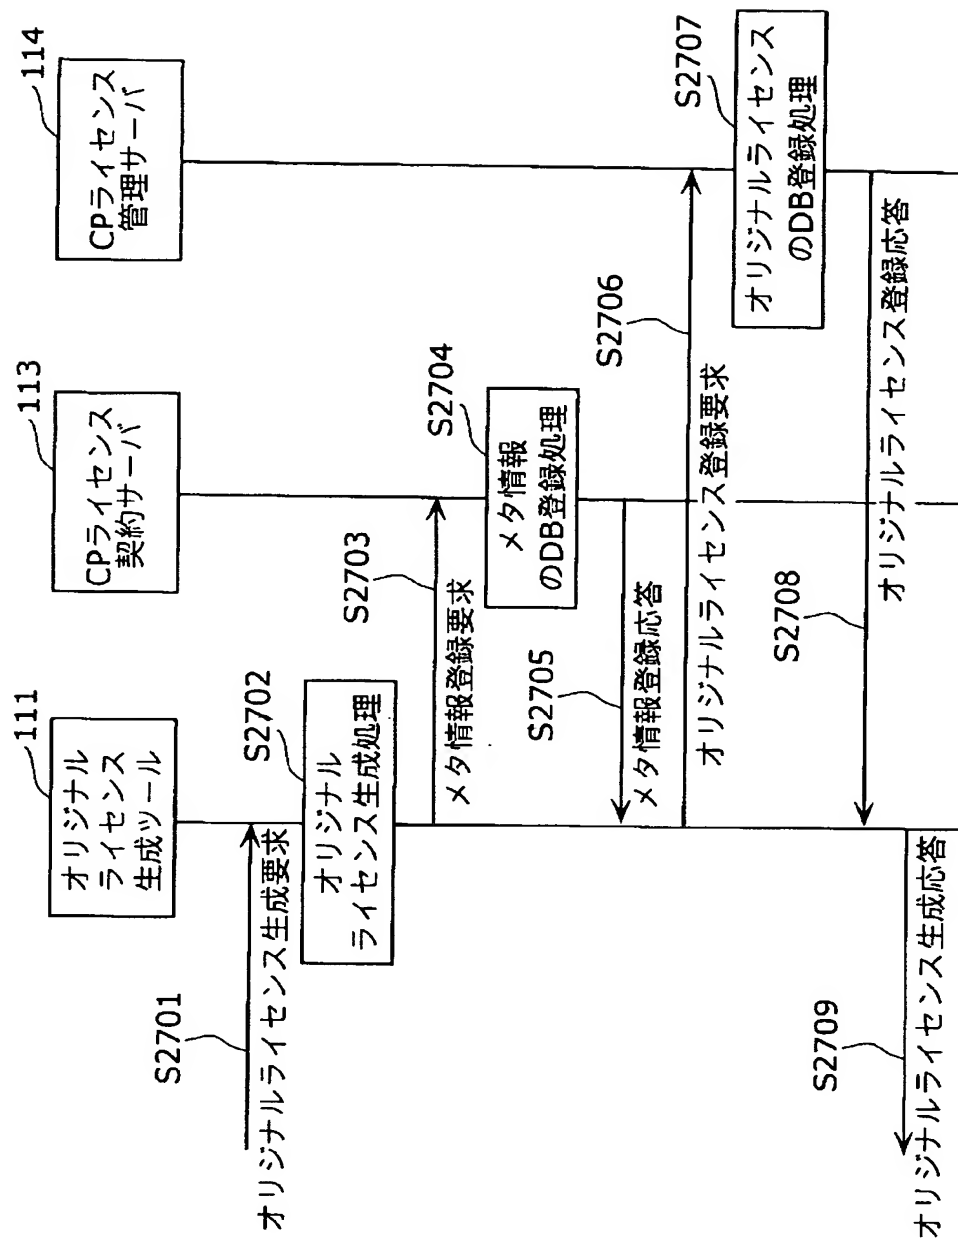 111
オリジナル
ライセンス
生成ツール
113
CPライセンス
契約サーバ
114
CPライセンス
管理サーバ
S2701
オリジナルライセンス生成要求
S2702
オリジナル
ライセンス生成処理
S2703
メタ情報登録要求
S2704
メタ情報
のDB登録処理
S2705
メタ情報登録応答
S2706
オリジナルライセンス登録要求
S2707
オリジナルライセンス
のDB登録処理
S2708
オリジナルライセンス登録応答
S2709
オリジナルライセンス生成応答